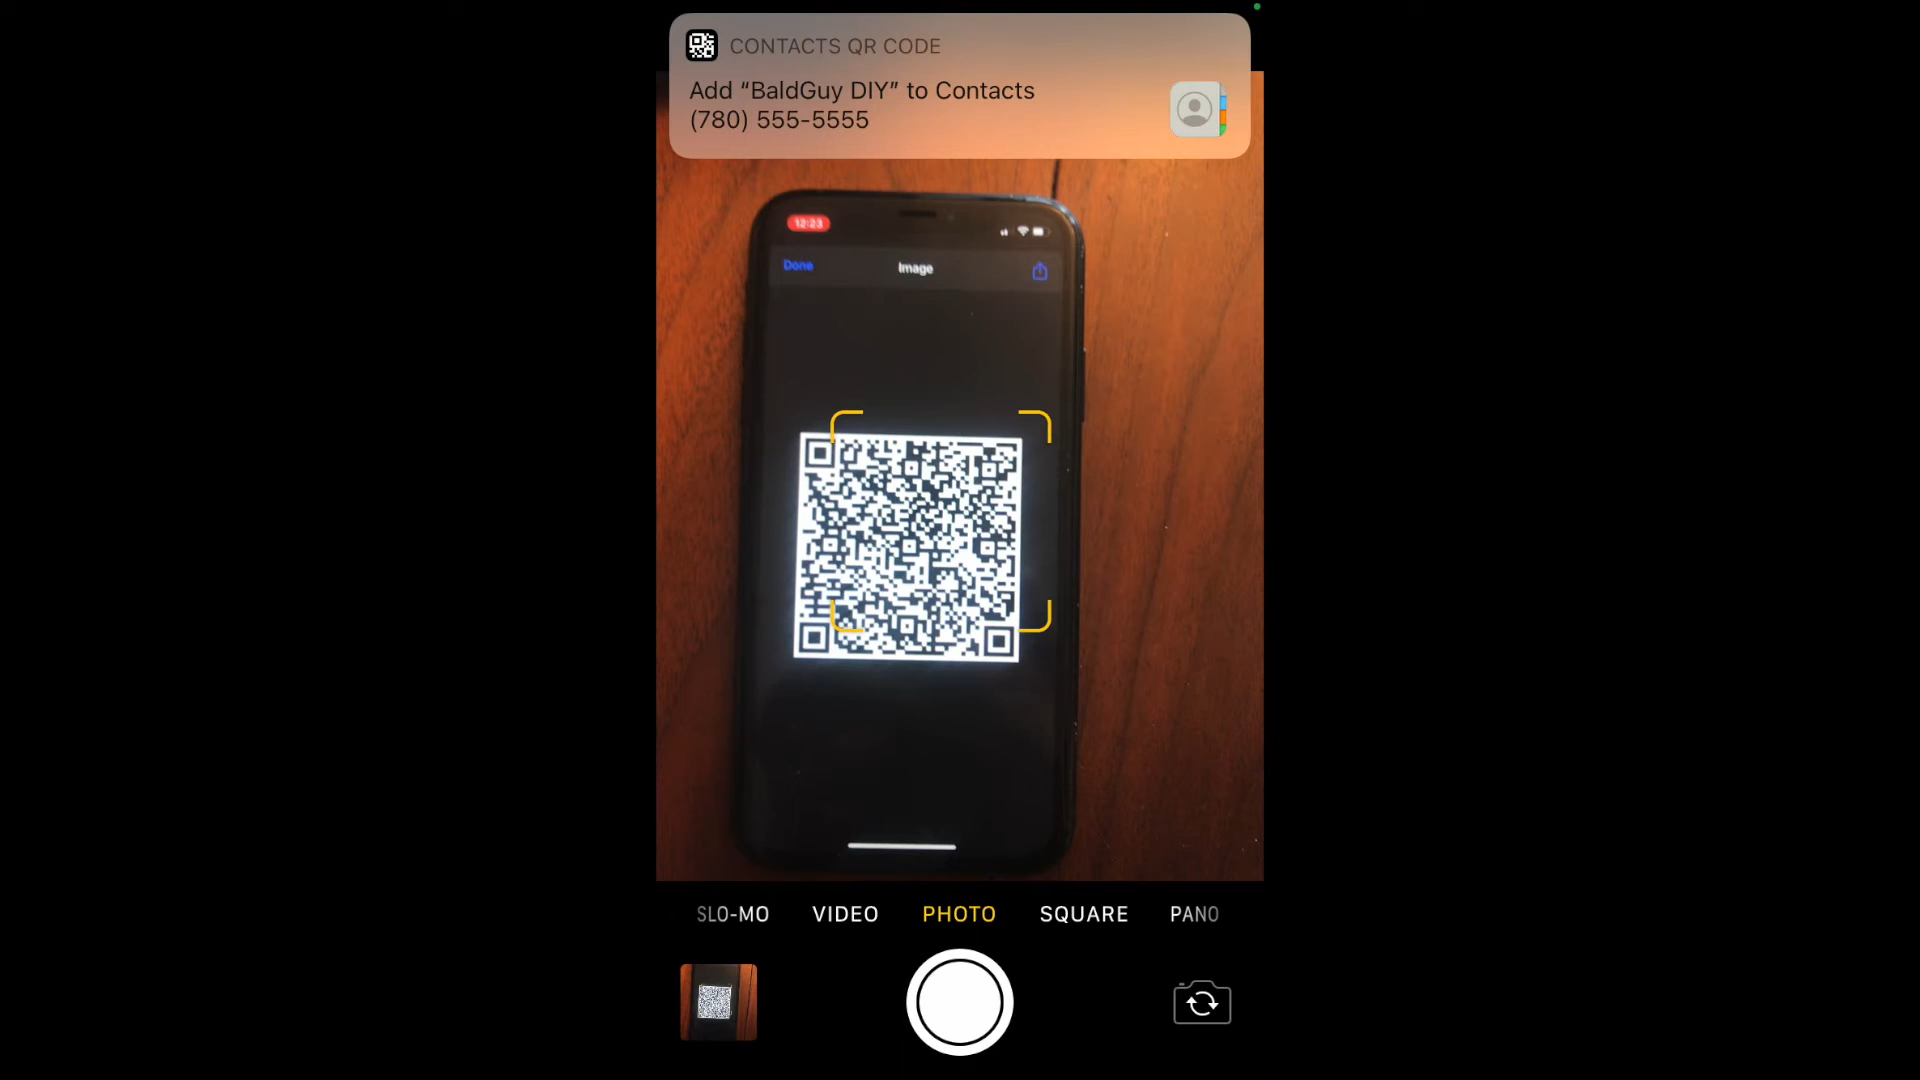 CONTACTS QR CODE
Add “BaldGuy DIY” to Contacts
(780) 555-5555
12:23
Done
Image
SLO-MO
VIDEO
PHOTO
SQUARE
PANO